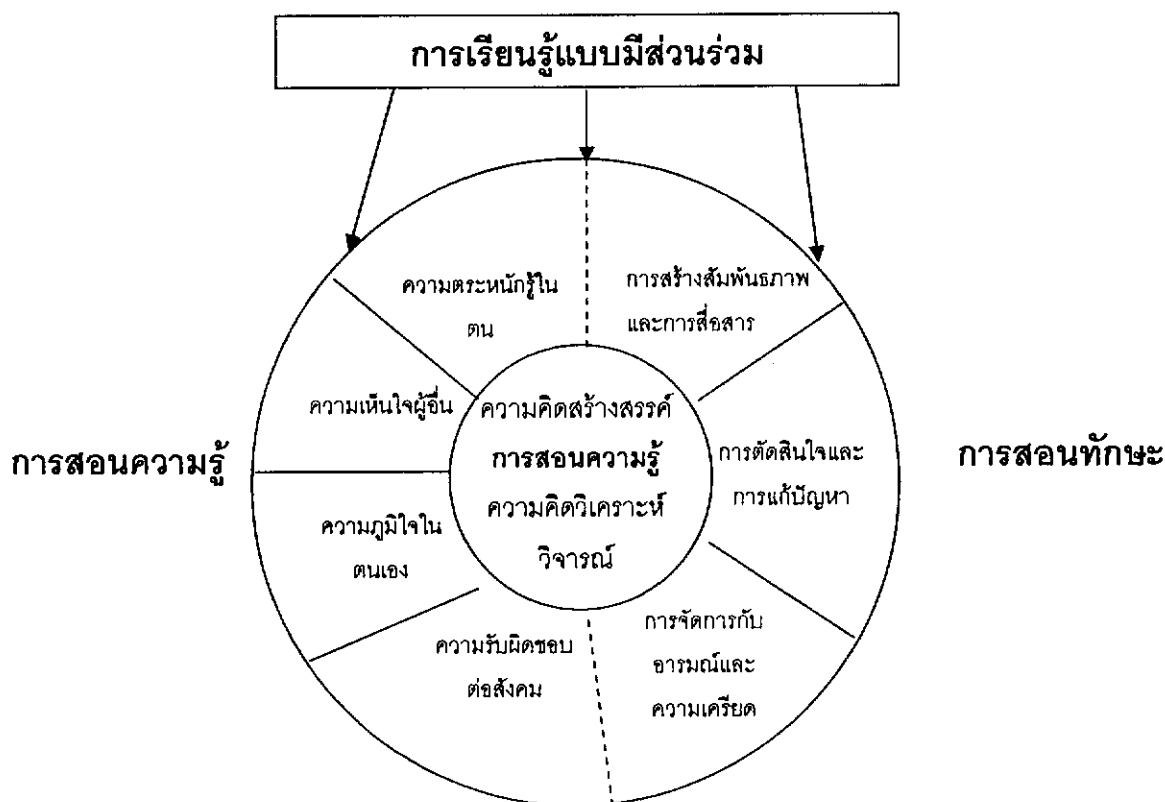 การเรียนรู้แบบมีส่วนร่วม
ความตระหนักรู้ใน
ตน
การสร้างสัมพันธภาพ
และการสื่อสาร
ความเห็นใจผู้อื่น
ความคิดสร้างสรรค์
การสอนความรู้
ความคิดวิเคราะห์
วิจารณ์
การสอนความรู้
การตัดสินใจและ
การแก้ปัญหา
การสอนทักษะ
ความภูมิใจใน
ตนเอง
ความรับผิดชอบ
ต่อสังคม
การจัดการกับ
อารมณ์และ
ความเครียด